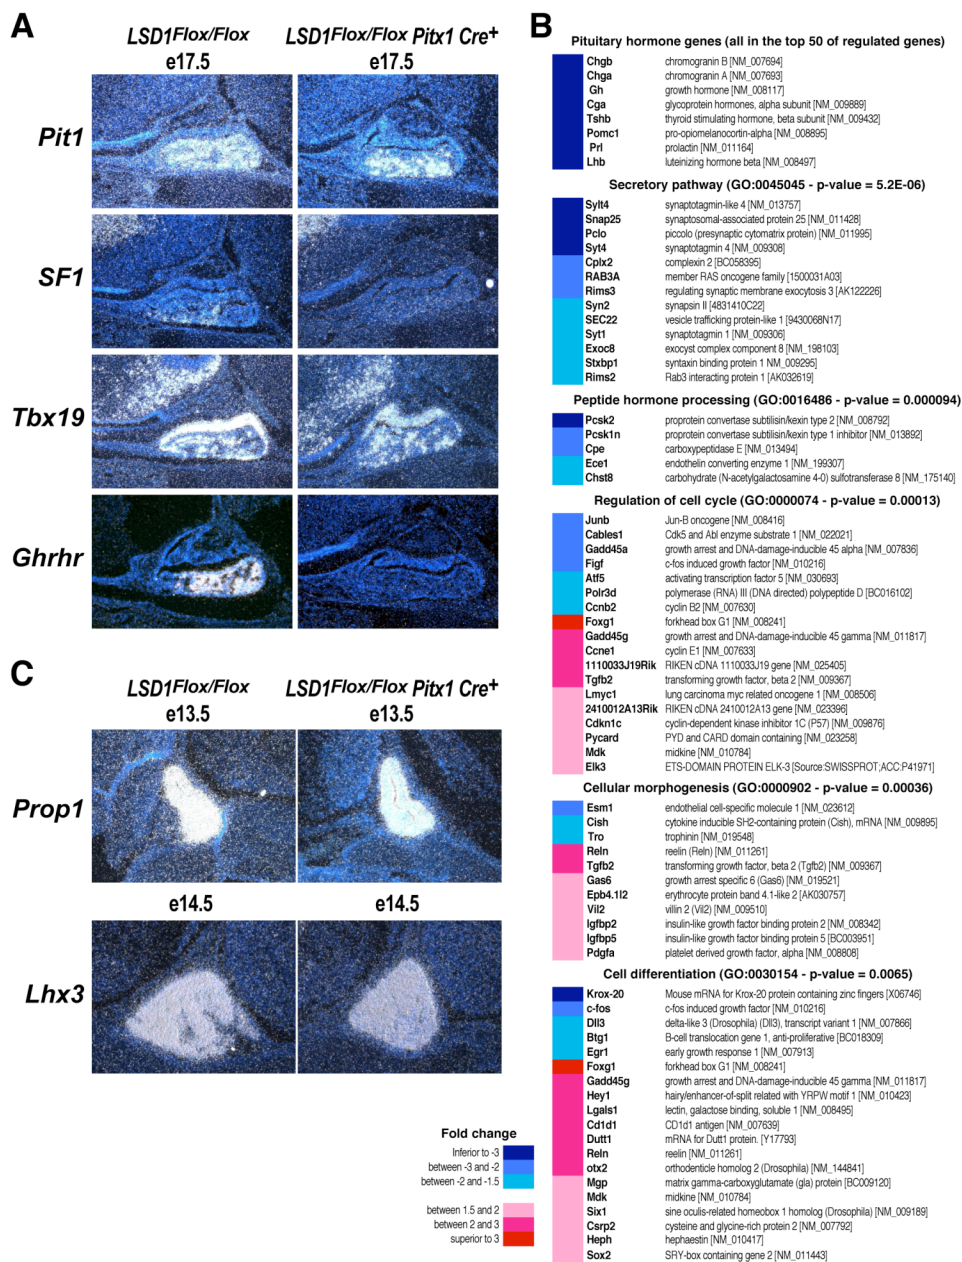 A
LSD1Flox/Flox
e17.5
LSD1Flox/Flox Pitx1 Cre+
e17.5
Pit1
SF1
Tbx19
Ghrhr
C
LSD1Flox/Flox
e13.5
LSD1Flox/Flox Pitx1 Cre+
e13.5
Prop1
e14.5
e14.5
Lhx3
Fold change
Inferior to -3
between -3 and -2
between -2 and -1.5
between 1.5 and 2
between 2 and 3
superior to 3
B
Pituitary hormone genes (all in the top 50 of regulated genes)
Chgb chromogranin B [NM_007694]
Chga chromogranin A [NM_007693]
Gh growth hormone [NM_008117]
Cga glycoprotein hormones, alpha subunit [NM_009889]
Tshb thyroid stimulating hormone, beta subunit [NM_009432]
Pomc1 pro-opiomelanocortin-alpha [NM_008895]
Prl prolactin [NM_011164]
Lhb luteinizing hormone beta [NM_008497]
Secretory pathway (GO:0045045 - p-value = 5.2E-06)
Sylt4 synaptotagmin-like 4 [NM_013757]
Snap25 synaptosomal-associated protein 25 [NM_011428]
Pclo piccolo (presynaptic cytomatrix protein) [NM_011995]
Syt4 synaptotagmin 4 [NM_009308]
Cplx2 complexin 2 [BC058395]
RAB3A member RAS oncogene family [1500031A03]
Rims3 regulating synaptic membrane exocytosis 3 [AK122226]
Syn2 synapsin II [4831410C22]
SEC22 vesicle trafficking protein-like 1 [9430068N17]
Syt1 synaptotagmin 1 [NM_009306]
Exoc8 exocyst complex component 8 [NM_198103]
Stxbp1 syntaxin binding protein 1 NM_009295]
Rims2 Rab3 interacting protein 1 [AK032619]
Peptide hormone processing (GO:0016486 - p-value = 0.000094)
Pcsk2 proprotein convertase subtilisin/kexin type 2 [NM_008792]
Pcsk1n proprotein convertase subtilisin/kexin type 1 inhibitor [NM_013892]
Cpe carboxypeptidase E [NM_013494]
Ece1 endothelin converting enzyme 1 [NM_199307]
Chst8 carbohydrate (N-acetylgalactosamine 4-0) sulfotransferase 8 [NM_175140]
Regulation of cell cycle (GO:0000074 - p-value = 0.00013)
Junb Jun-B oncogene [NM_008416]
Cables1 Cdk5 and Abl enzyme substrate 1 [NM_022021]
Gadd45a growth arrest and DNA-damage-inducible 45 alpha [NM_007836]
Figf c-fos induced growth factor [NM_010216]
Atf5 activating transcription factor 5 [NM_030693]
Polr3d polymerase (RNA) III (DNA directed) polypeptide D [BC016102]
Ccnb2 cyclin B2 [NM_007630]
Foxg1 forkhead box G1 [NM_008241]
Gadd45g growth arrest and DNA-damage-inducible 45 gamma [NM_011817]
Ccne1 cyclin E1 [NM_007633]
1110033J19Rik RIKEN cDNA 1110033J19 gene [NM_025405]
Tgfb2 transforming growth factor, beta 2 [NM_009367]
Lmyc1 lung carcinoma myc related oncogene 1 [NM_008506]
2410012A13Rik RIKEN cDNA 2410012A13 gene [NM_023396]
Cdkn1c cyclin-dependent kinase inhibitor 1C (P57) [NM_009876]
Pycard PYD and CARD domain containing [NM_023258]
Mdk midkine [NM_010784]
Elk3 ETS-DOMAIN PROTEIN ELK-3 [Source:SWISSPROT;ACC:P41971]
Cellular morphogenesis (GO:0000902 - p-value = 0.00036)
Esm1 endothelial cell-specific molecule 1 [NM_023612]
Cish cytokine inducible SH2-containing protein (Cish), mRNA [NM_009895]
Tro trophinin [NM_019548]
Reln reelin (Reln) [NM_011261]
Tgfb2 transforming growth factor, beta 2 (Tgfb2) [NM_009367]
Gas6 growth arrest specific 6 (Gas6) [NM_019521]
Epb4.1l2 erythrocyte protein band 4.1-like 2 [AK030757]
Vil2 villin 2 (Vil2) [NM_009510]
Igfbp2 insulin-like growth factor binding protein 2 [NM_008342]
Igfbp5 insulin-like growth factor binding protein 5 [BC003951]
Pdgfa platelet derived growth factor, alpha [NM_008808]
Cell differentiation (GO:0030154 - p-value = 0.0065)
Krox-20 Mouse mRNA for Krox-20 protein containing zinc fingers [X06746]
c-fos c-fos induced growth factor [NM_010216]
Dll3 delta-like 3 (Drosophila) (Dll3), transcript variant 1 [NM_007866]
Btg1 B-cell translocation gene 1, anti-proliferative [BC018309]
Egr1 early growth response 1 [NM_007913]
Foxg1 forkhead box G1 [NM_008241]
Gadd45g growth arrest and DNA-damage-inducible 45 gamma [NM_011817]
Hey1 hairy/enhancer-of-split related with YRPW motif 1 [NM_010423]
Lgals1 lectin, galactose binding, soluble 1 [NM_008495]
Cd1d1 CD1d1 antigen [NM_007639]
Dutt1 mRNA for Dutt1 protein. [Y17793]
Reln reelin [NM_011261]
otx2 orthodenticle homolog 2 (Drosophila) [NM_144841]
Mgp matrix gamma-carboxyglutamate (gla) protein [BC009120]
Mdk midkine [NM_010784]
Six1 sine oculis-related homeobox 1 homolog (Drosophila) [NM_009189]
Csrp2 cysteine and glycine-rich protein 2 [NM_007792]
Heph hephaestin [NM_010417]
Sox2 SRY-box containing gene 2 [NM_011443]